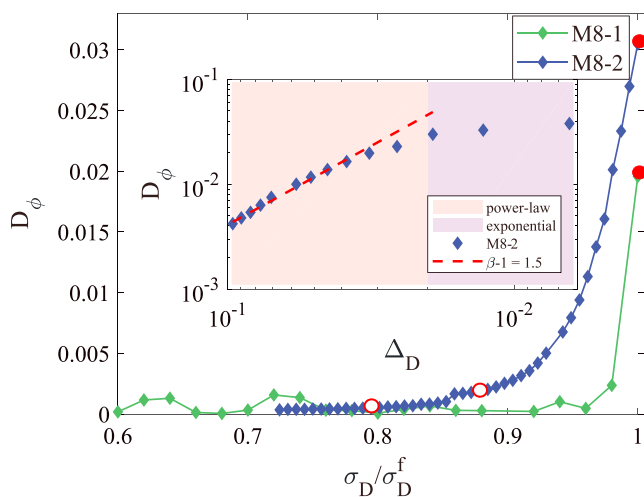 M8-1
M8-2
0.03
0.025
0.02
0.015
0.01
0.005
0
D_ϕ
10^-1
10^-2
10^-3
D_ϕ
power-law
exponential
M8-2
β-1 = 1.5
10^-1
10^-2
Δ_D
0.6
0.7
0.8
0.9
1
σ_D/σ_D^f